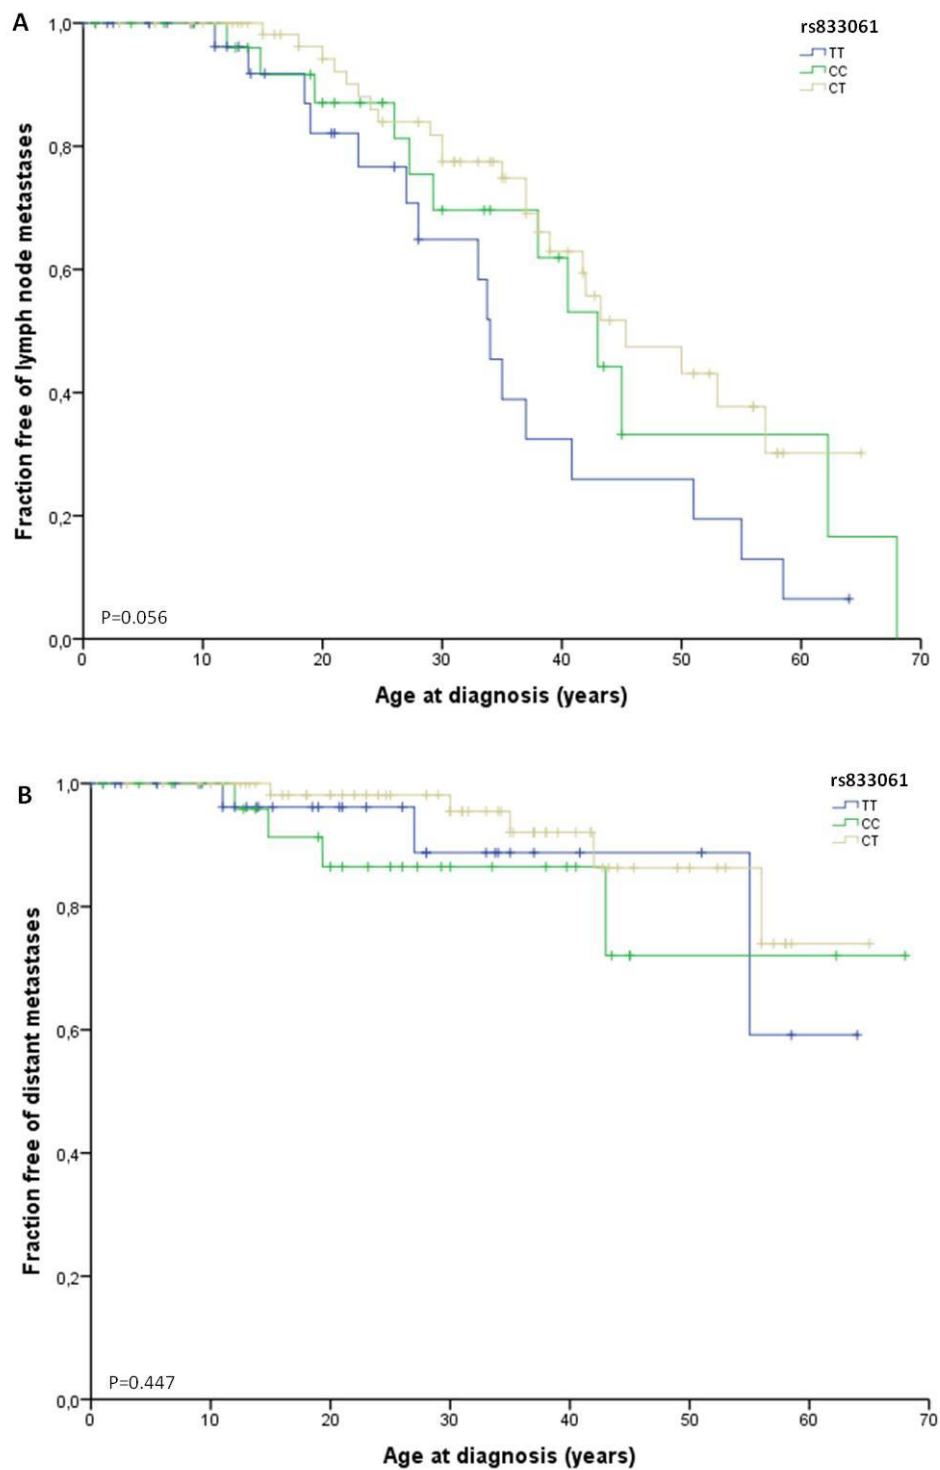 A
rs833061
TT
CC
CT
Fraction free of lymph node metastases
1,0
0,8
0,6
0,4
0,2
0,0
P=0.056
0 10 20 30 40 50 60 70
Age at diagnosis (years)
B
rs833061
TT
CC
CT
Fraction free of distant metastases
1,0
0,8
0,6
0,4
0,2
0,0
P=0.447
0 10 20 30 40 50 60 70
Age at diagnosis (years)